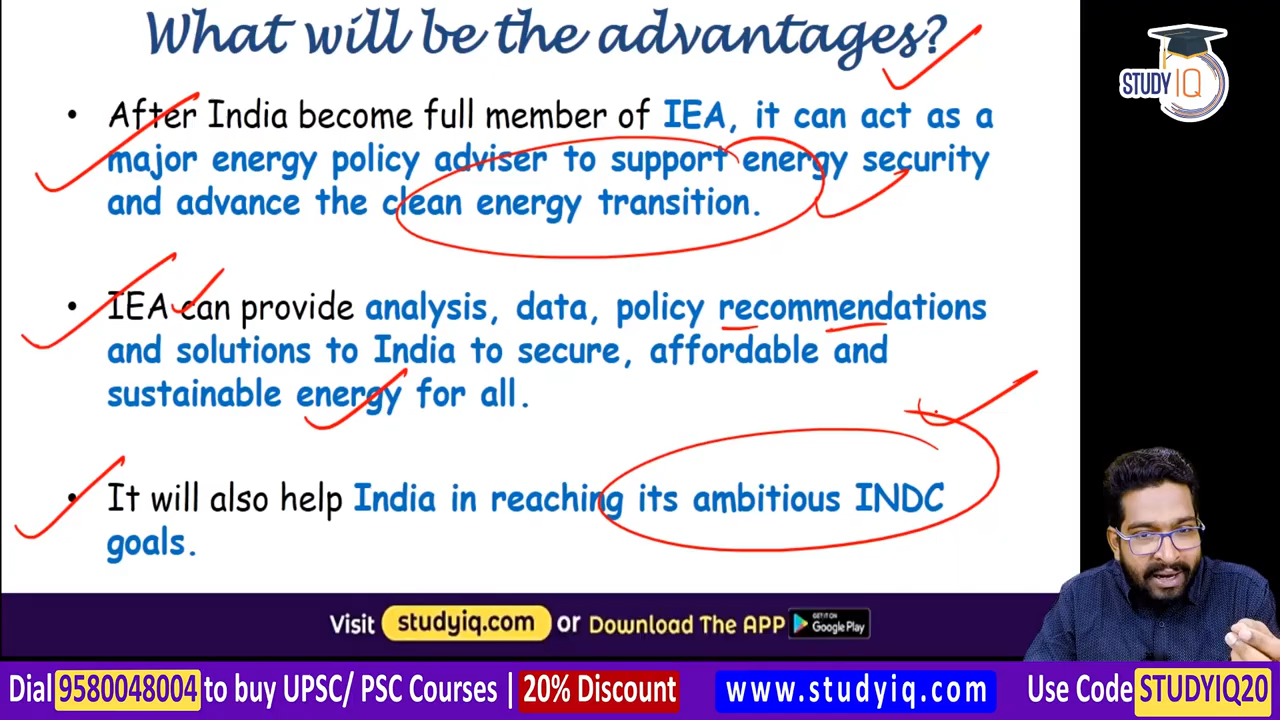 What will be the advantages?
STUDY IQ
• After India become full member of IEA, it can act as a
major energy policy adviser to support energy security
and advance the clean energy transition.
• IEA can provide analysis, data, policy recommendations
and solutions to India to secure, affordable and
sustainable energy for all.
• It will also help India in reaching its ambitious INDC
goals.
Visit studyiq.com or Download The APP GET IT ON Google Play
Dial 9580048004 to buy UPSC/ PSC Courses | 20% Discount www.studyiq.com Use Code STUDYIQ20